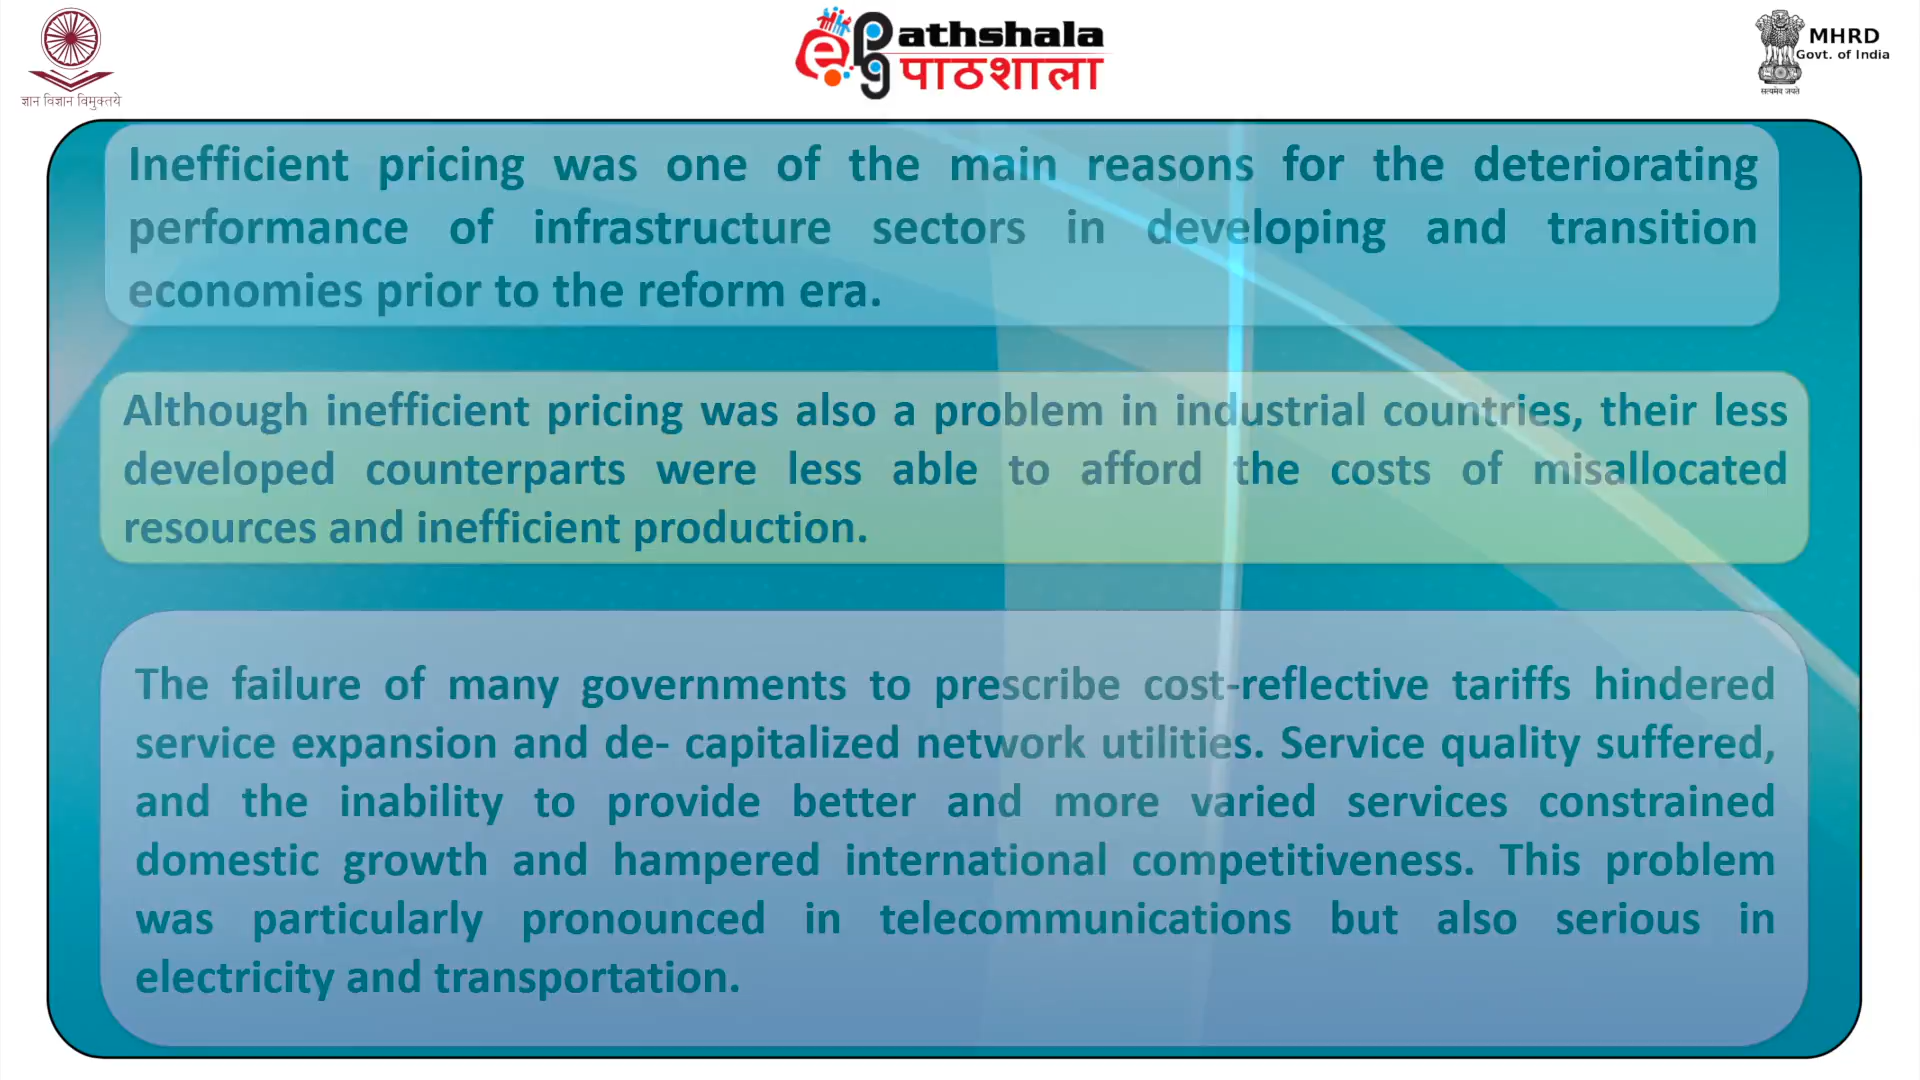 ज्ञान विज्ञान विमुक्तये
ePg Pathshala
पाठशाला
MHRD
Govt. of India
सत्यमेव जयते
Inefficient pricing was one of the main reasons for the deteriorating
performance of infrastructure sectors in developing and transition
economies prior to the reform era.
Although inefficient pricing was also a problem in industrial countries, their less
developed counterparts were less able to afford the costs of misallocated
resources and inefficient production.
The failure of many governments to prescribe cost-reflective tariffs hindered
service expansion and de- capitalized network utilities. Service quality suffered,
and the inability to provide better and more varied services constrained
domestic growth and hampered international competitiveness. This problem
was particularly pronounced in telecommunications but also serious in
electricity and transportation.